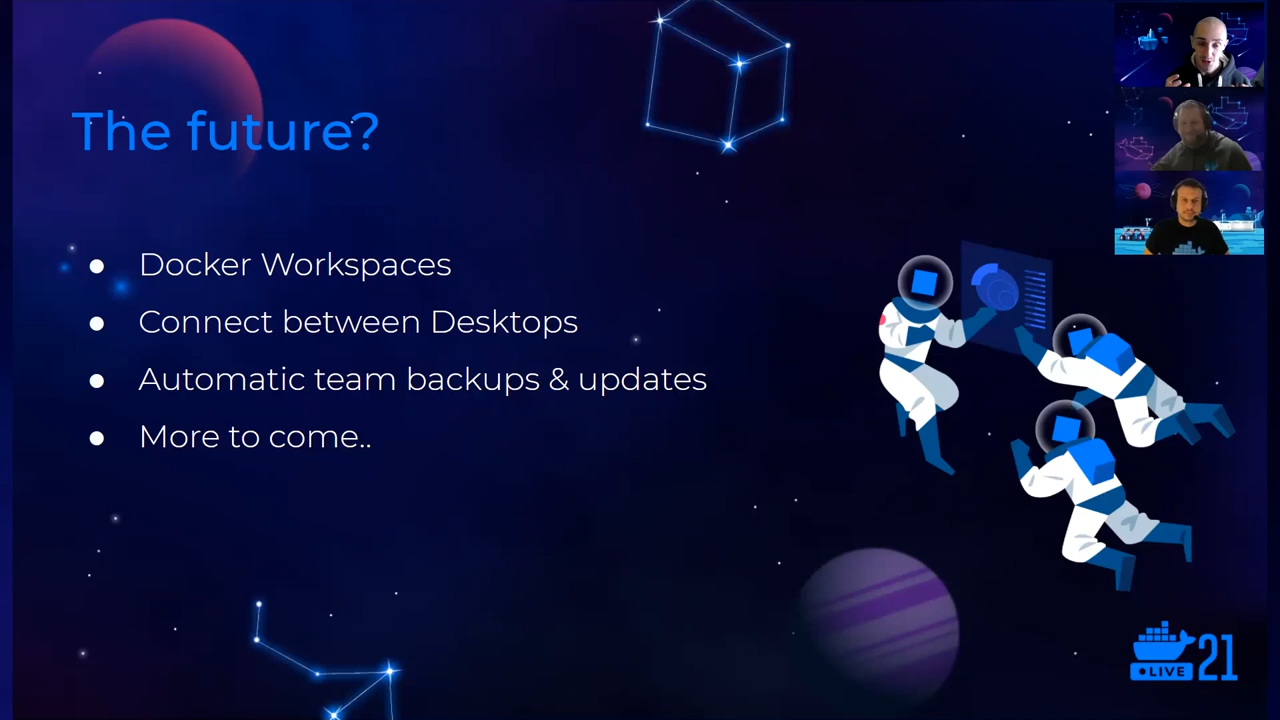 The future?
Docker Workspaces
Connect between Desktops
Automatic team backups & updates
More to come..
LIVE 21